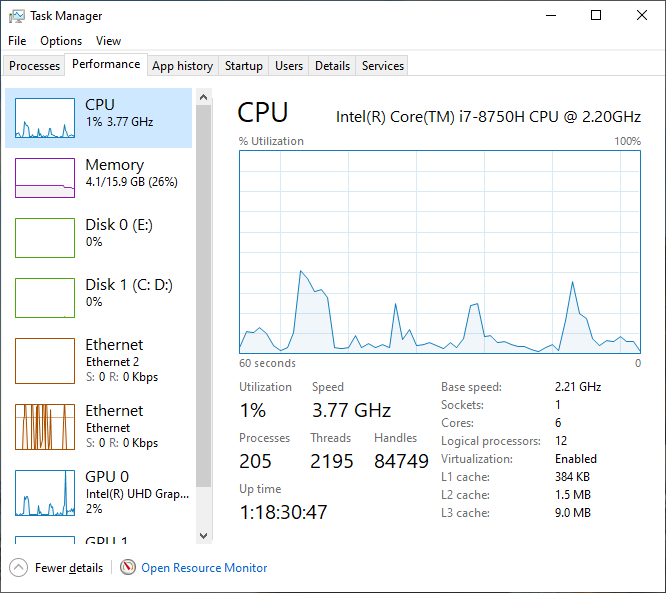 Task Manager
File Options View
Processes Performance App history Startup Users Details Services
CPU
1% 3.77 GHz
Memory
4.1/15.9 GB (26%)
Disk 0 (E:)
0%
Disk 1 (C: D:)
0%
Ethernet
Ethernet 2
S: 0 R: 0 Kbps
Ethernet
Ethernet
S: 0 R: 0 Kbps
GPU 0
Intel(R) UHD Grap...
2%
GPU 1
CPU Intel(R) Core(TM) i7-8750H CPU @ 2.20GHz
% Utilization 100%
60 seconds 0
Utilization Speed
1% 3.77 GHz
Processes Threads Handles
205 2195 84749
Up time
1:18:30:47
Base speed: 2.21 GHz
Sockets: 1
Cores: 6
Logical processors: 12
Virtualization: Enabled
L1 cache: 384 KB
L2 cache: 1.5 MB
L3 cache: 9.0 MB
Fewer details Open Resource Monitor